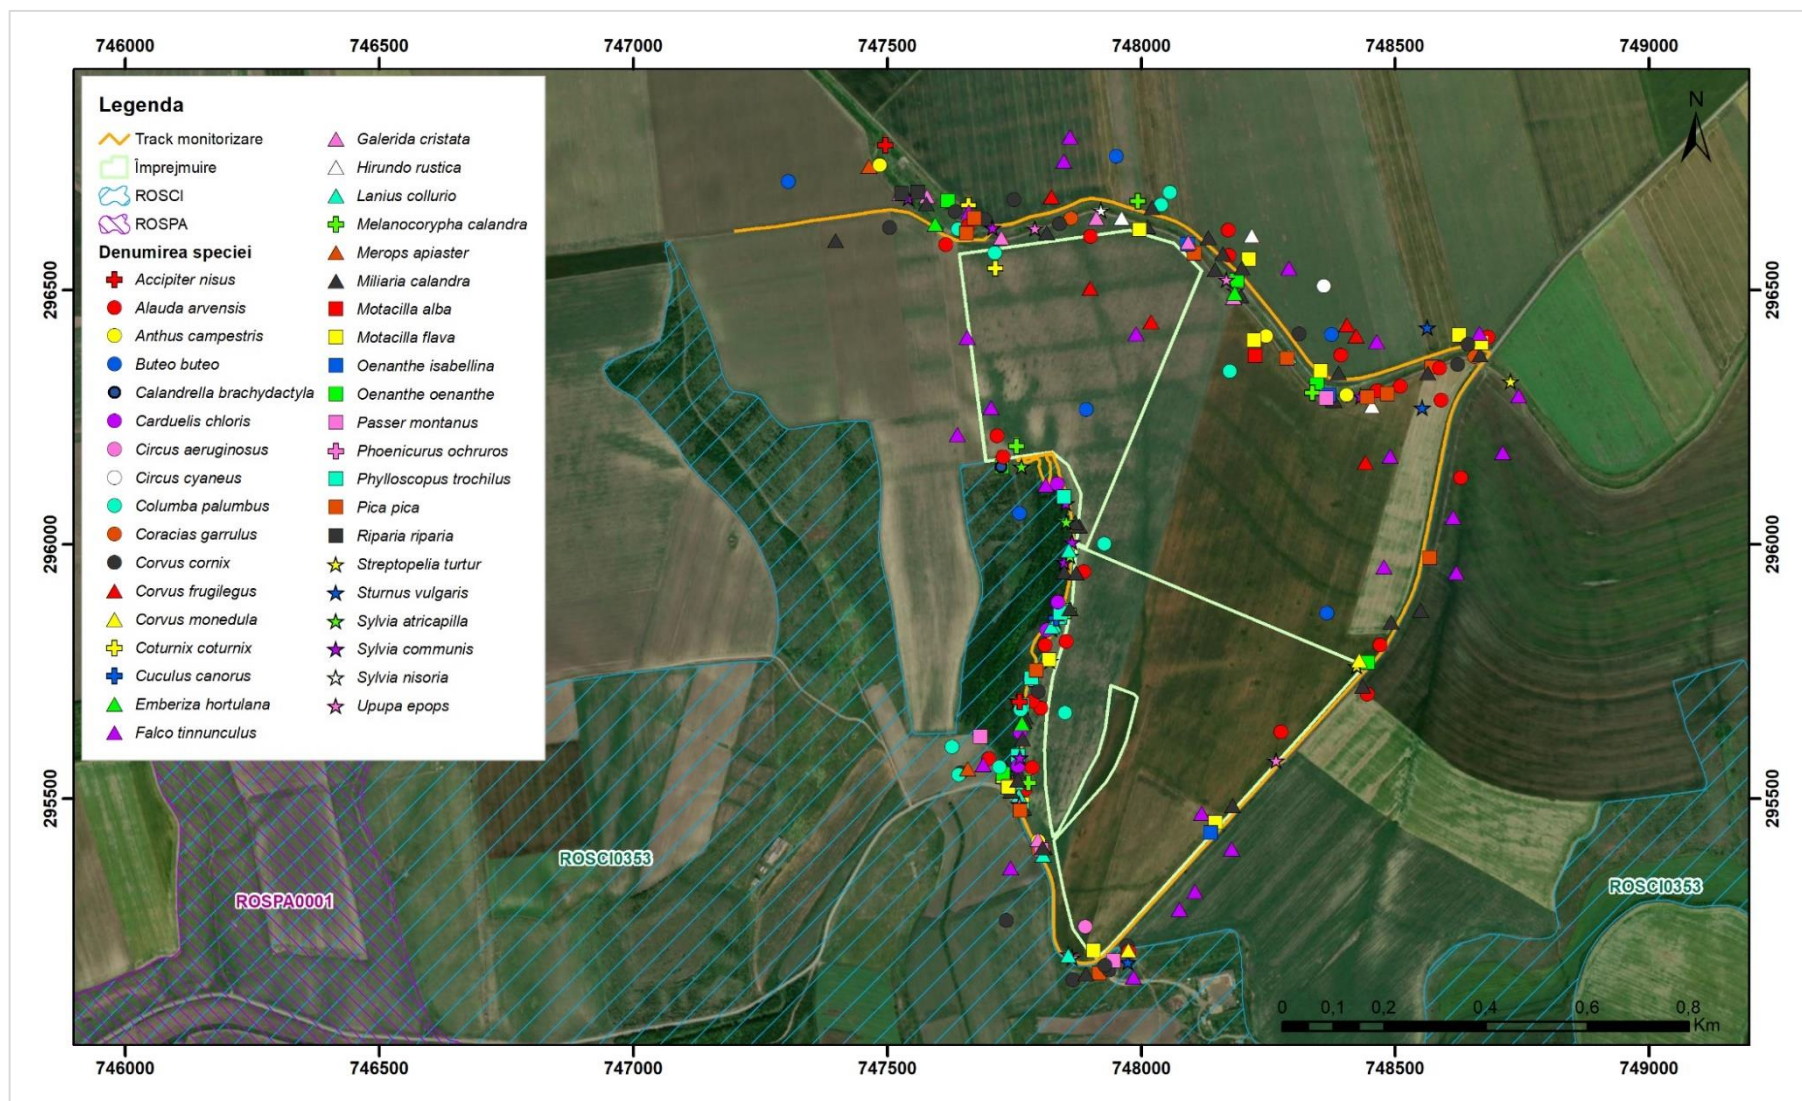 746000 746500 747000 747500 748000 748500 749000
Legenda
Track monitorizare
Împrejmuire
ROSCI
ROSPA
Denumirea speciei
Accipiter nisus
Alauda arvensis
Anthus campestris
Buteo buteo
Calandrella brachydactyla
Carduelis chloris
Circus aeruginosus
Circus cyaneus
Columba palumbus
Coracias garrulus
Corvus cornix
Corvus frugilegus
Corvus monedula
Coturnix coturnix
Cuculus canorus
Emberiza hortulana
Falco tinnunculus
Galerida cristata
Hirundo rustica
Lanius collurio
Melanocorypha calandra
Merops apiaster
Miliaria calandra
Motacilla alba
Motacilla flava
Oenanthe isabellina
Oenanthe oenanthe
Passer montanus
Phoenicurus ochruros
Phylloscopus trochilus
Pica pica
Riparia riparia
Streptopelia turtur
Sturnus vulgaris
Sylvia atricapilla
Sylvia communis
Sylvia nisoria
Upupa epops
N
296500
296500
296000
296000
295500
295500
ROSCI0353
ROSCI0353
ROSPA0001
0 0,1 0,2 0,4 0,6 0,8
Km
746000 746500 747000 747500 748000 748500 749000